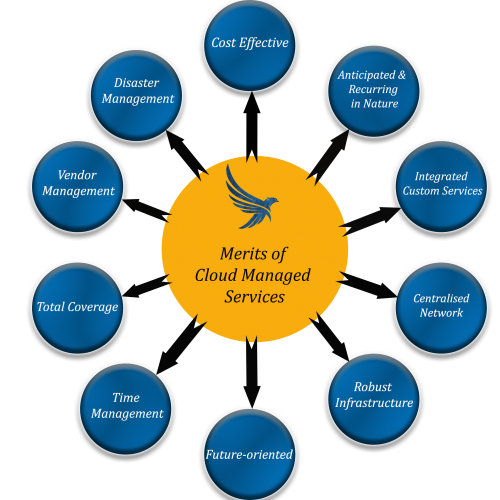 Cost Effective
Anticipated &
Recurring
in Nature
Integrated
Custom Services
Centralised
Network
Robust
Infrastructure
Future-oriented
Time
Management
Total Coverage
Vendor
Management
Disaster
Management
Merits of
Cloud Managed
Services